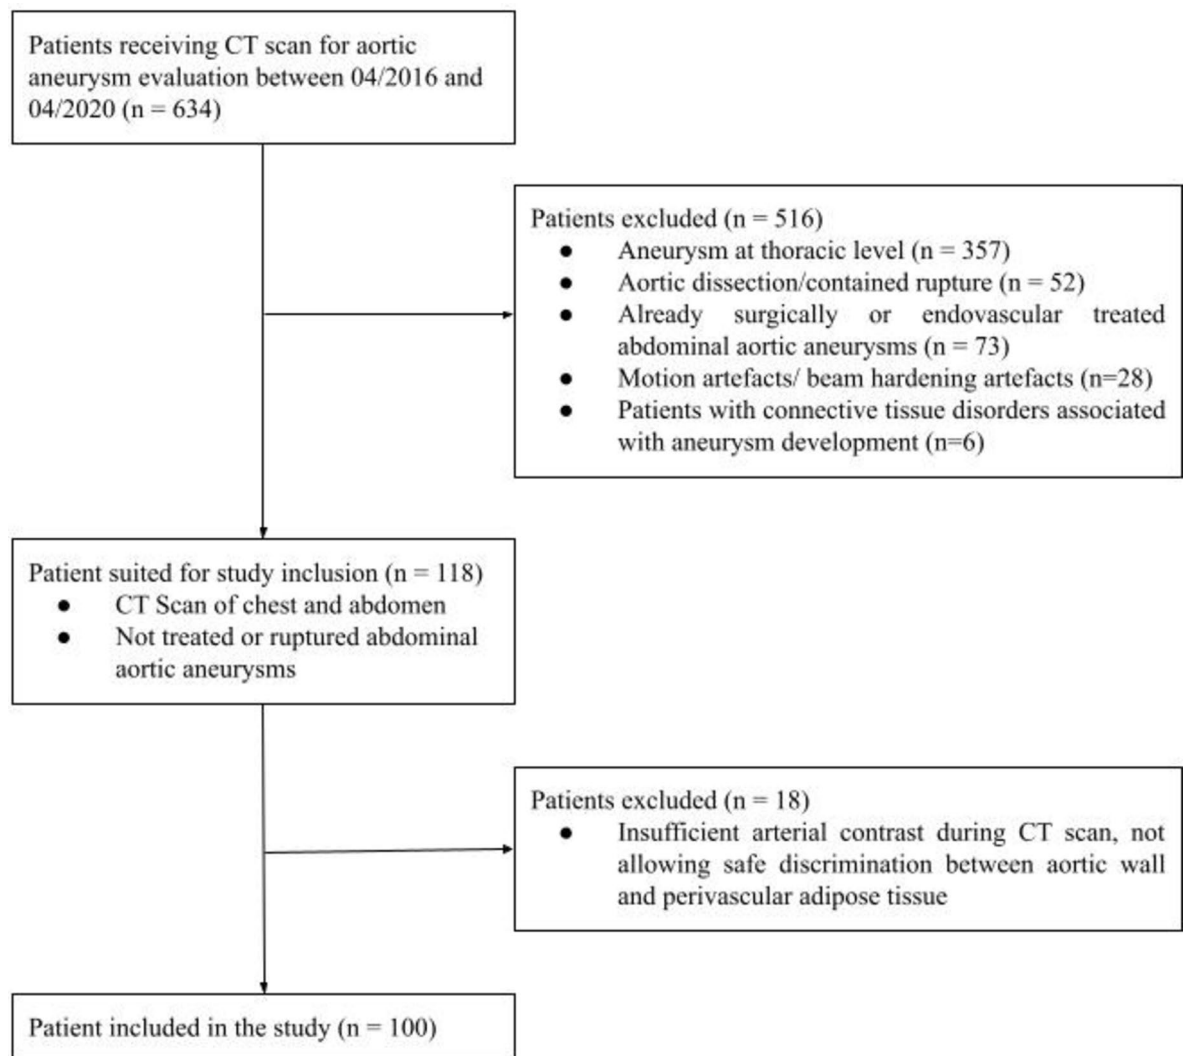 Patients receiving CT scan for aortic
aneurysm evaluation between 04/2016 and
04/2020 (n = 634)
Patients excluded (n = 516)
● Aneurysm at thoracic level (n = 357)
● Aortic dissection/contained rupture (n = 52)
● Already surgically or endovascular treated
abdominal aortic aneurysms (n = 73)
● Motion artefacts/ beam hardening artefacts (n=28)
● Patients with connective tissue disorders associated
with aneurysm development (n=6)
Patient suited for study inclusion (n = 118)
● CT Scan of chest and abdomen
● Not treated or ruptured abdominal
aortic aneurysms
Patients excluded (n = 18)
● Insufficient arterial contrast during CT scan, not
allowing safe discrimination between aortic wall
and perivascular adipose tissue
Patient included in the study (n = 100)